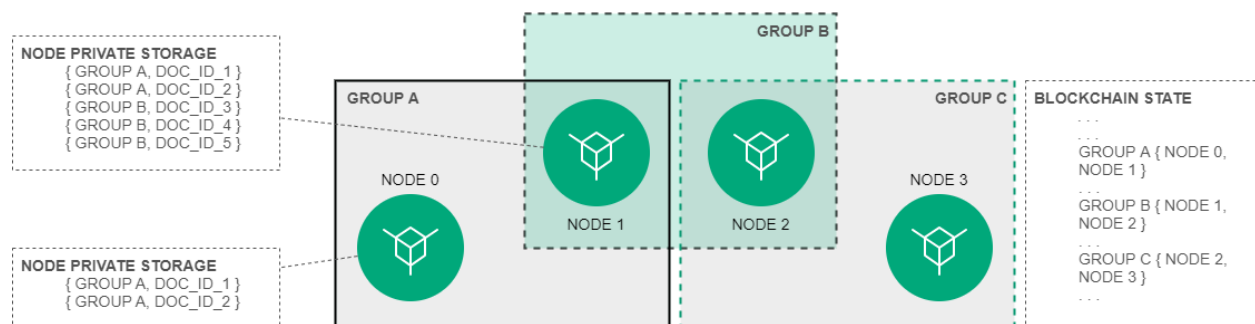 NODE PRIVATE STORAGE
{ GROUP A, DOC_ID_1 }
{ GROUP A, DOC_ID_2 }
{ GROUP B, DOC_ID_3 }
{ GROUP B, DOC_ID_4 }
{ GROUP B, DOC_ID_5 }
NODE PRIVATE STORAGE
{ GROUP A, DOC_ID_1 }
{ GROUP A, DOC_ID_2 }
GROUP A
NODE 0
GROUP B
NODE 1
NODE 2
GROUP C
NODE 3
BLOCKCHAIN STATE
. . .
. . .
GROUP A { NODE 0,
NODE 1 }
. . .
GROUP B { NODE 1,
NODE 2 }
. . .
GROUP C { NODE 2,
NODE 3 }
. . .